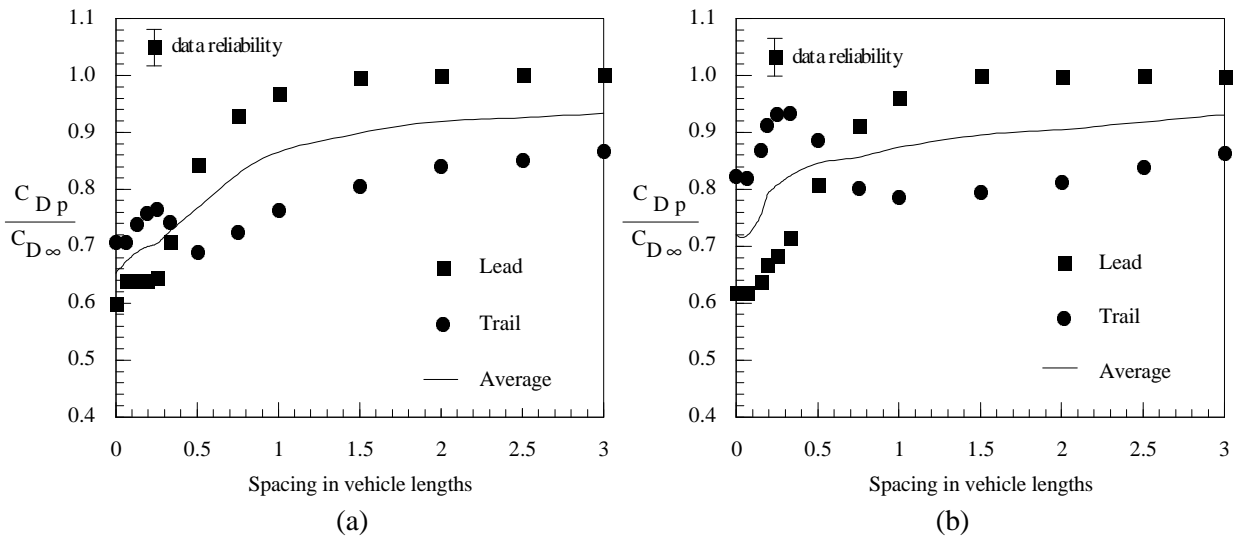 1.1
data reliability
1.0
0.9
0.8
C D p
C D ∞
0.7
Lead
0.6
Trail
0.5
Average
0.4
0 0.5 1 1.5 2 2.5 3
Spacing in vehicle lengths
(a)
1.1
data reliability
1.0
0.9
0.8
C D p
C D ∞
0.7
Lead
0.6
Trail
0.5
Average
0.4
0 0.5 1 1.5 2 2.5 3
Spacing in vehicle lengths
(b)